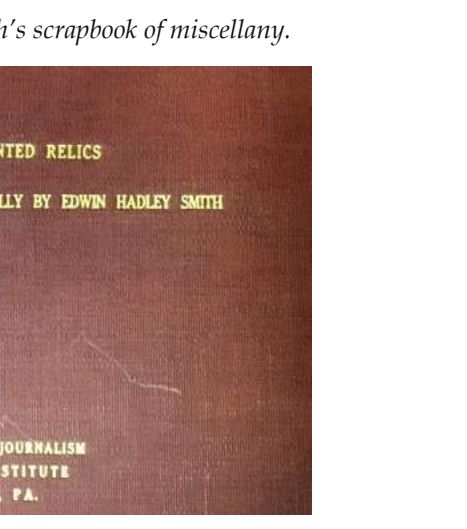 h's scrapbook of miscellany.
NTED RELICS
LLY BY EDWIN HADLEY SMITH
JOURNALISM
STITUTE
, PA.